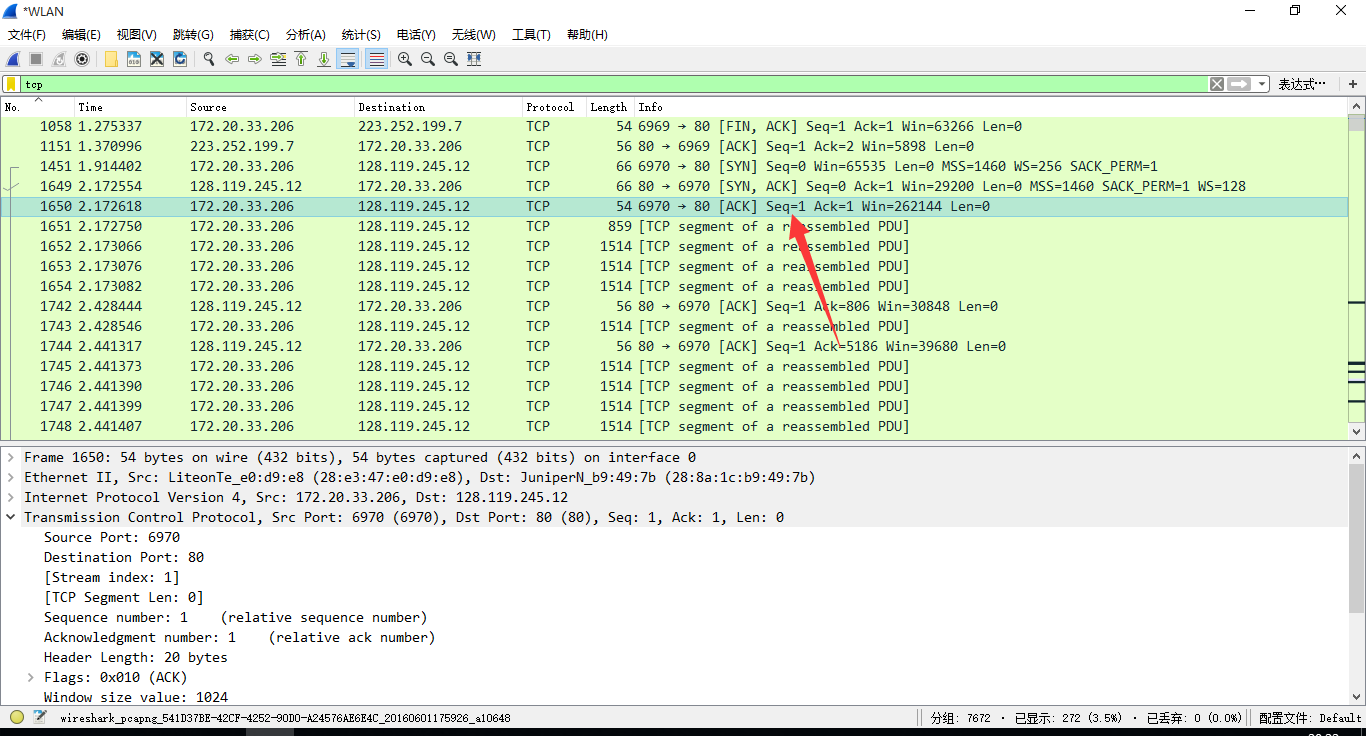 *WLAN
文件(F) 编辑(E) 视图(V) 跳转(G) 捕获(C) 分析(A) 统计(S) 电话(Y) 无线(W) 工具(T) 帮助(H)
tcp 表达式… +
No. Time Source Destination Protocol Length Info
1058 1.275337 172.20.33.206 223.252.199.7 TCP 54 6969 → 80 [FIN, ACK] Seq=1 Ack=1 Win=63266 Len=0
1151 1.370996 223.252.199.7 172.20.33.206 TCP 56 80 → 6969 [ACK] Seq=1 Ack=2 Win=5898 Len=0
1451 1.914402 172.20.33.206 128.119.245.12 TCP 66 6970 → 80 [SYN] Seq=0 Win=65535 Len=0 MSS=1460 WS=256 SACK_PERM=1
1649 2.172554 128.119.245.12 172.20.33.206 TCP 66 80 → 6970 [SYN, ACK] Seq=0 Ack=1 Win=29200 Len=0 MSS=1460 SACK_PERM=1 WS=128
1650 2.172618 172.20.33.206 128.119.245.12 TCP 54 6970 → 80 [ACK] Seq=1 Ack=1 Win=262144 Len=0
1651 2.172750 172.20.33.206 128.119.245.12 TCP 859 [TCP segment of a reassembled PDU]
1652 2.173066 172.20.33.206 128.119.245.12 TCP 1514 [TCP segment of a reassembled PDU]
1653 2.173076 172.20.33.206 128.119.245.12 TCP 1514 [TCP segment of a reassembled PDU]
1654 2.173082 172.20.33.206 128.119.245.12 TCP 1514 [TCP segment of a reassembled PDU]
1742 2.428444 128.119.245.12 172.20.33.206 TCP 56 80 → 6970 [ACK] Seq=1 Ack=806 Win=30848 Len=0
1743 2.428546 172.20.33.206 128.119.245.12 TCP 1514 [TCP segment of a reassembled PDU]
1744 2.441317 128.119.245.12 172.20.33.206 TCP 56 80 → 6970 [ACK] Seq=1 Ack=5186 Win=39680 Len=0
1745 2.441373 172.20.33.206 128.119.245.12 TCP 1514 [TCP segment of a reassembled PDU]
1746 2.441390 172.20.33.206 128.119.245.12 TCP 1514 [TCP segment of a reassembled PDU]
1747 2.441399 172.20.33.206 128.119.245.12 TCP 1514 [TCP segment of a reassembled PDU]
1748 2.441407 172.20.33.206 128.119.245.12 TCP 1514 [TCP segment of a reassembled PDU]
Frame 1650: 54 bytes on wire (432 bits), 54 bytes captured (432 bits) on interface 0
Ethernet II, Src: LiteonTe_e0:d9:e8 (28:e3:47:e0:d9:e8), Dst: JuniperN_b9:49:7b (28:8a:1c:b9:49:7b)
Internet Protocol Version 4, Src: 172.20.33.206, Dst: 128.119.245.12
Transmission Control Protocol, Src Port: 6970 (6970), Dst Port: 80 (80), Seq: 1, Ack: 1, Len: 0
Source Port: 6970
Destination Port: 80
[Stream index: 1]
[TCP Segment Len: 0]
Sequence number: 1 (relative sequence number)
Acknowledgment number: 1 (relative ack number)
Header Length: 20 bytes
Flags: 0x010 (ACK)
Window size value: 1024
wireshark_pcapng_541D37BE-42CF-4252-90D0-A24576AE6E4C_20160601175926_a10648 分组: 7672 · 已显示: 272 (3.5%) · 已丢弃: 0 (0.0%) 配置文件: Default